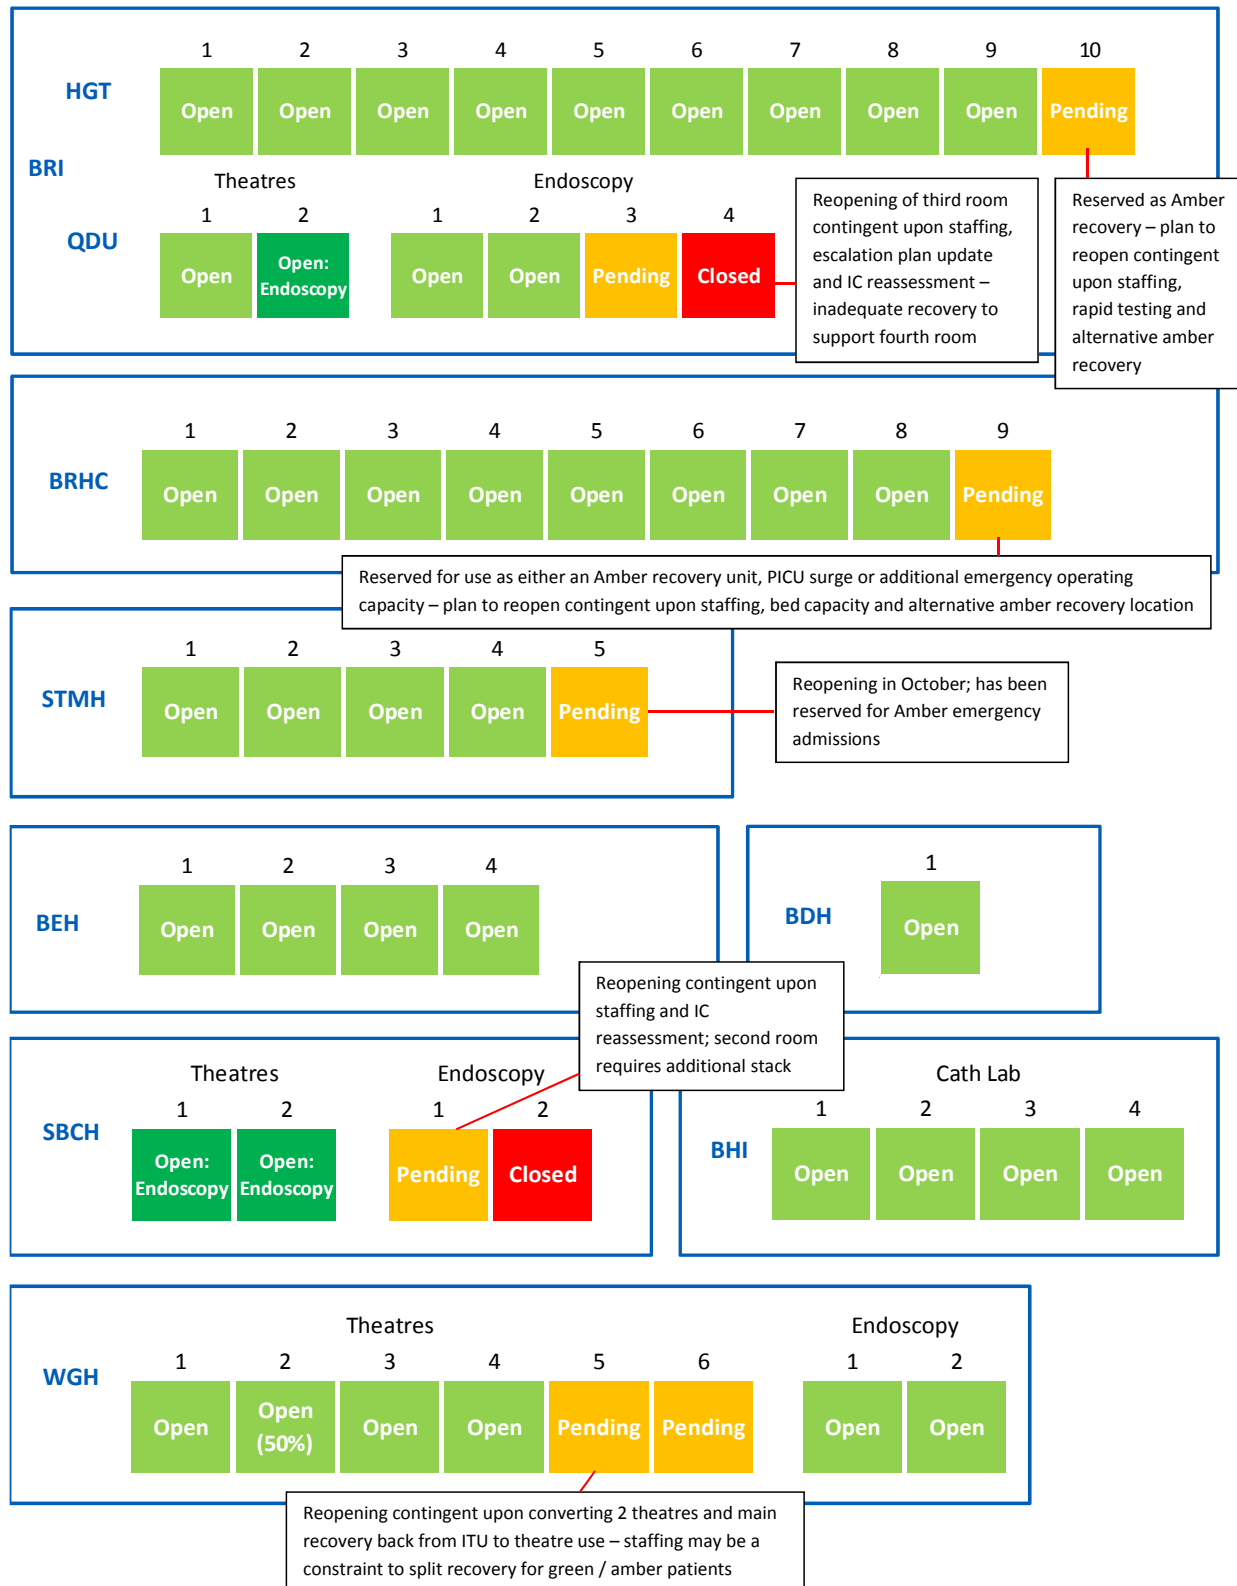 1 2 3 4 5 6 7 8 9 10
HGT
Open Open Open Open Open Open Open Open Open Pending
BRI
Theatres Endoscopy
1 2 1 2 3 4
QDU
Open Open: Endoscopy Open Open Pending Closed
Reopening of third room
contingent upon staffing,
escalation plan update
and IC reassessment –
inadequate recovery to
support fourth room
Reserved as Amber
recovery – plan to
reopen contingent
upon staffing,
rapid testing and
alternative amber
recovery
1 2 3 4 5 6 7 8 9
BRHC
Open Open Open Open Open Open Open Open Pending
Reserved for use as either an Amber recovery unit, PICU surge or additional emergency operating
capacity – plan to reopen contingent upon staffing, bed capacity and alternative amber recovery location
1 2 3 4 5
STMH
Open Open Open Open Pending
Reopening in October; has been
reserved for Amber emergency
admissions
1 2 3 4
BEH
Open Open Open Open
1
BDH
Open
Reopening contingent upon
staffing and IC
reassessment; second room
requires additional stack
Theatres Endoscopy
1 2 1 2
SBCH
Open: Endoscopy Open: Endoscopy Pending Closed
Cath Lab
1 2 3 4
BHI
Open Open Open Open
Theatres Endoscopy
1 2 3 4 5 6 1 2
WGH
Open Open (50%) Open Open Pending Pending Open Open
Reopening contingent upon converting 2 theatres and main
recovery back from ITU to theatre use – staffing may be a
constraint to split recovery for green / amber patients